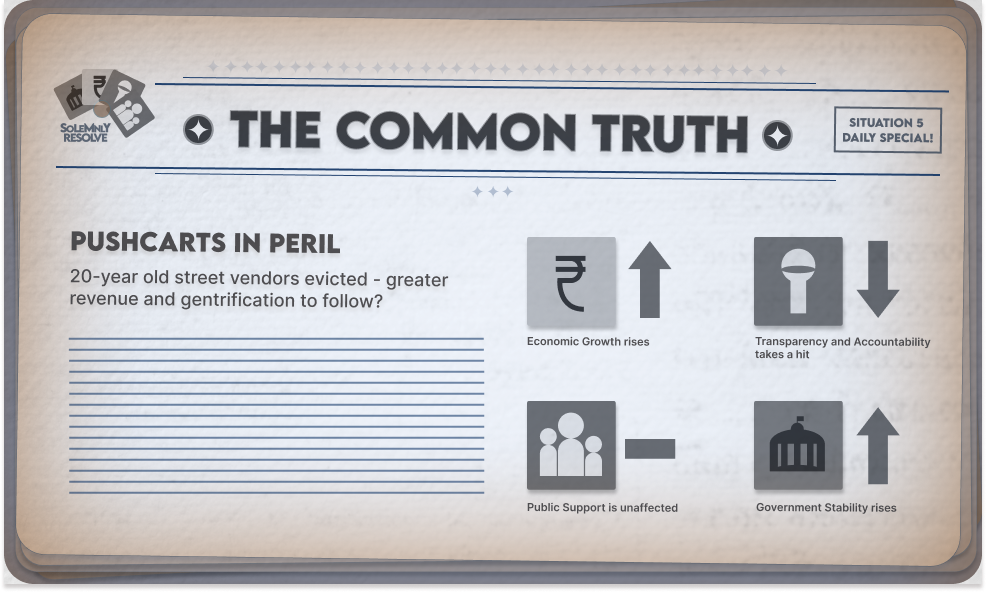 ₹
SOLEMNLY
RESOLVE
THE COMMON TRUTH
SITUATION 5
DAILY SPECIAL!
PUSHCARTS IN PERIL
20-year old street vendors evicted - greater
revenue and gentrification to follow?
₹
Economic Growth rises
Transparency and Accountability
takes a hit
Public Support is unaffected
Government Stability rises